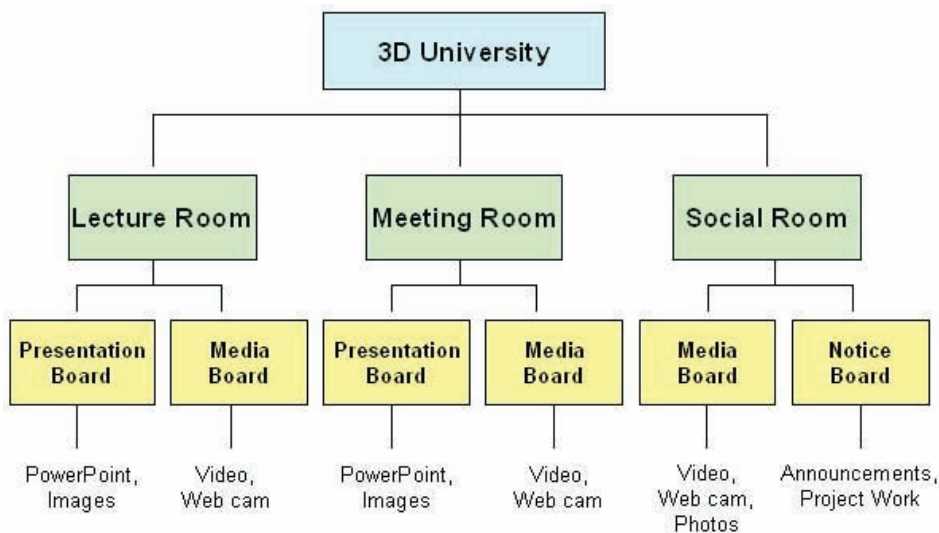 3D University
Lecture Room
Meeting Room
Social Room
Presentation
Board
Media
Board
Presentation
Board
Media
Board
Media
Board
Notice
Board
PowerPoint,
Images
Video,
Web cam
PowerPoint,
Images
Video,
Web cam
Video,
Web cam,
Photos
Announcements,
Project Work